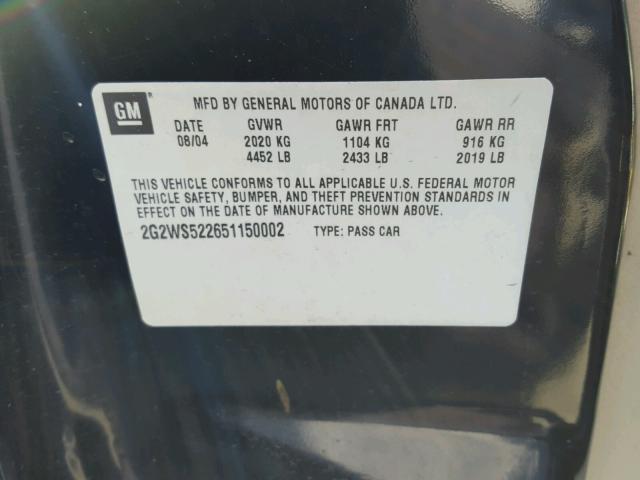 GM® MFD BY GENERAL MOTORS OF CANADA LTD.
DATE GVWR GAWR FRT GAWR RR
08/04 2020 KG 1104 KG 916 KG
4452 LB 2433 LB 2019 LB
THIS VEHICLE CONFORMS TO ALL APPLICABLE U.S. FEDERAL MOTOR
VEHICLE SAFETY, BUMPER, AND THEFT PREVENTION STANDARDS IN
EFFECT ON THE DATE OF MANUFACTURE SHOWN ABOVE.
2G2WS522651150002 TYPE: PASS CAR